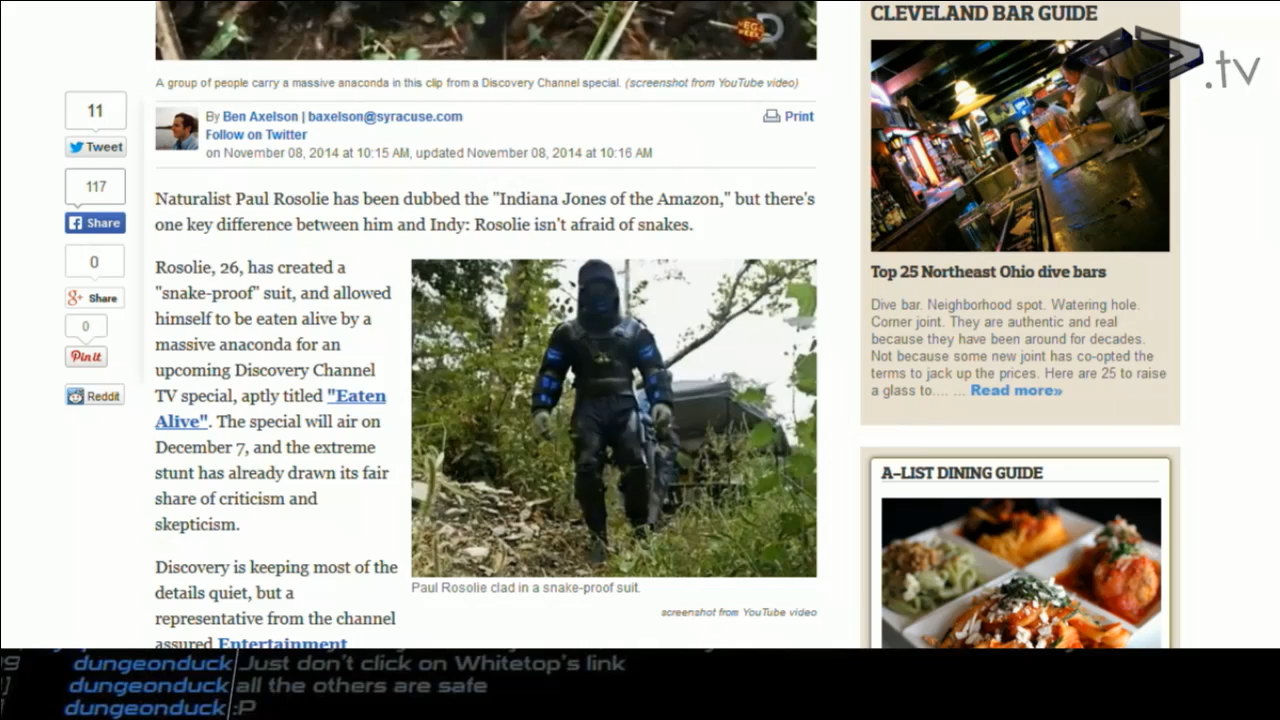 CLEVELAND BAR GUIDE
.tv
A group of people carry a massive anaconda in this clip from a Discovery Channel special. (screenshot from YouTube video)
11
Tweet
117
Share
0
Share
0
Pin it
Reddit
By Ben Axelson | baxelson@syracuse.com
Print
Follow on Twitter
on November 08, 2014 at 10:15 AM, updated November 08, 2014 at 10:16 AM
Naturalist Paul Rosolie has been dubbed the "Indiana Jones of the Amazon," but there's
one key difference between him and Indy: Rosolie isn't afraid of snakes.
Rosolie, 26, has created a
"snake-proof" suit, and allowed
himself to be eaten alive by a
massive anaconda for an
upcoming Discovery Channel
TV special, aptly titled "Eaten
Alive". The special will air on
December 7, and the extreme
stunt has already drawn its fair
share of criticism and
skepticism.
Discovery is keeping most of the
details quiet, but a
representative from the channel
assured Entertainment
Paul Rosolie clad in a snake-proof suit.
screenshot from YouTube video
Top 25 Northeast Ohio dive bars
Dive bar. Neighborhood spot. Watering hole.
Corner joint. They are authentic and real
because they have been around for decades.
Not because some new joint has co-opted the
terms to jack up the prices. Here are 25 to raise
a glass to.... ... Read more»
A-LIST DINING GUIDE
dungeonduck Just don't click on Whitetop's link
dungeonduck all the others are safe
dungeonduck :P